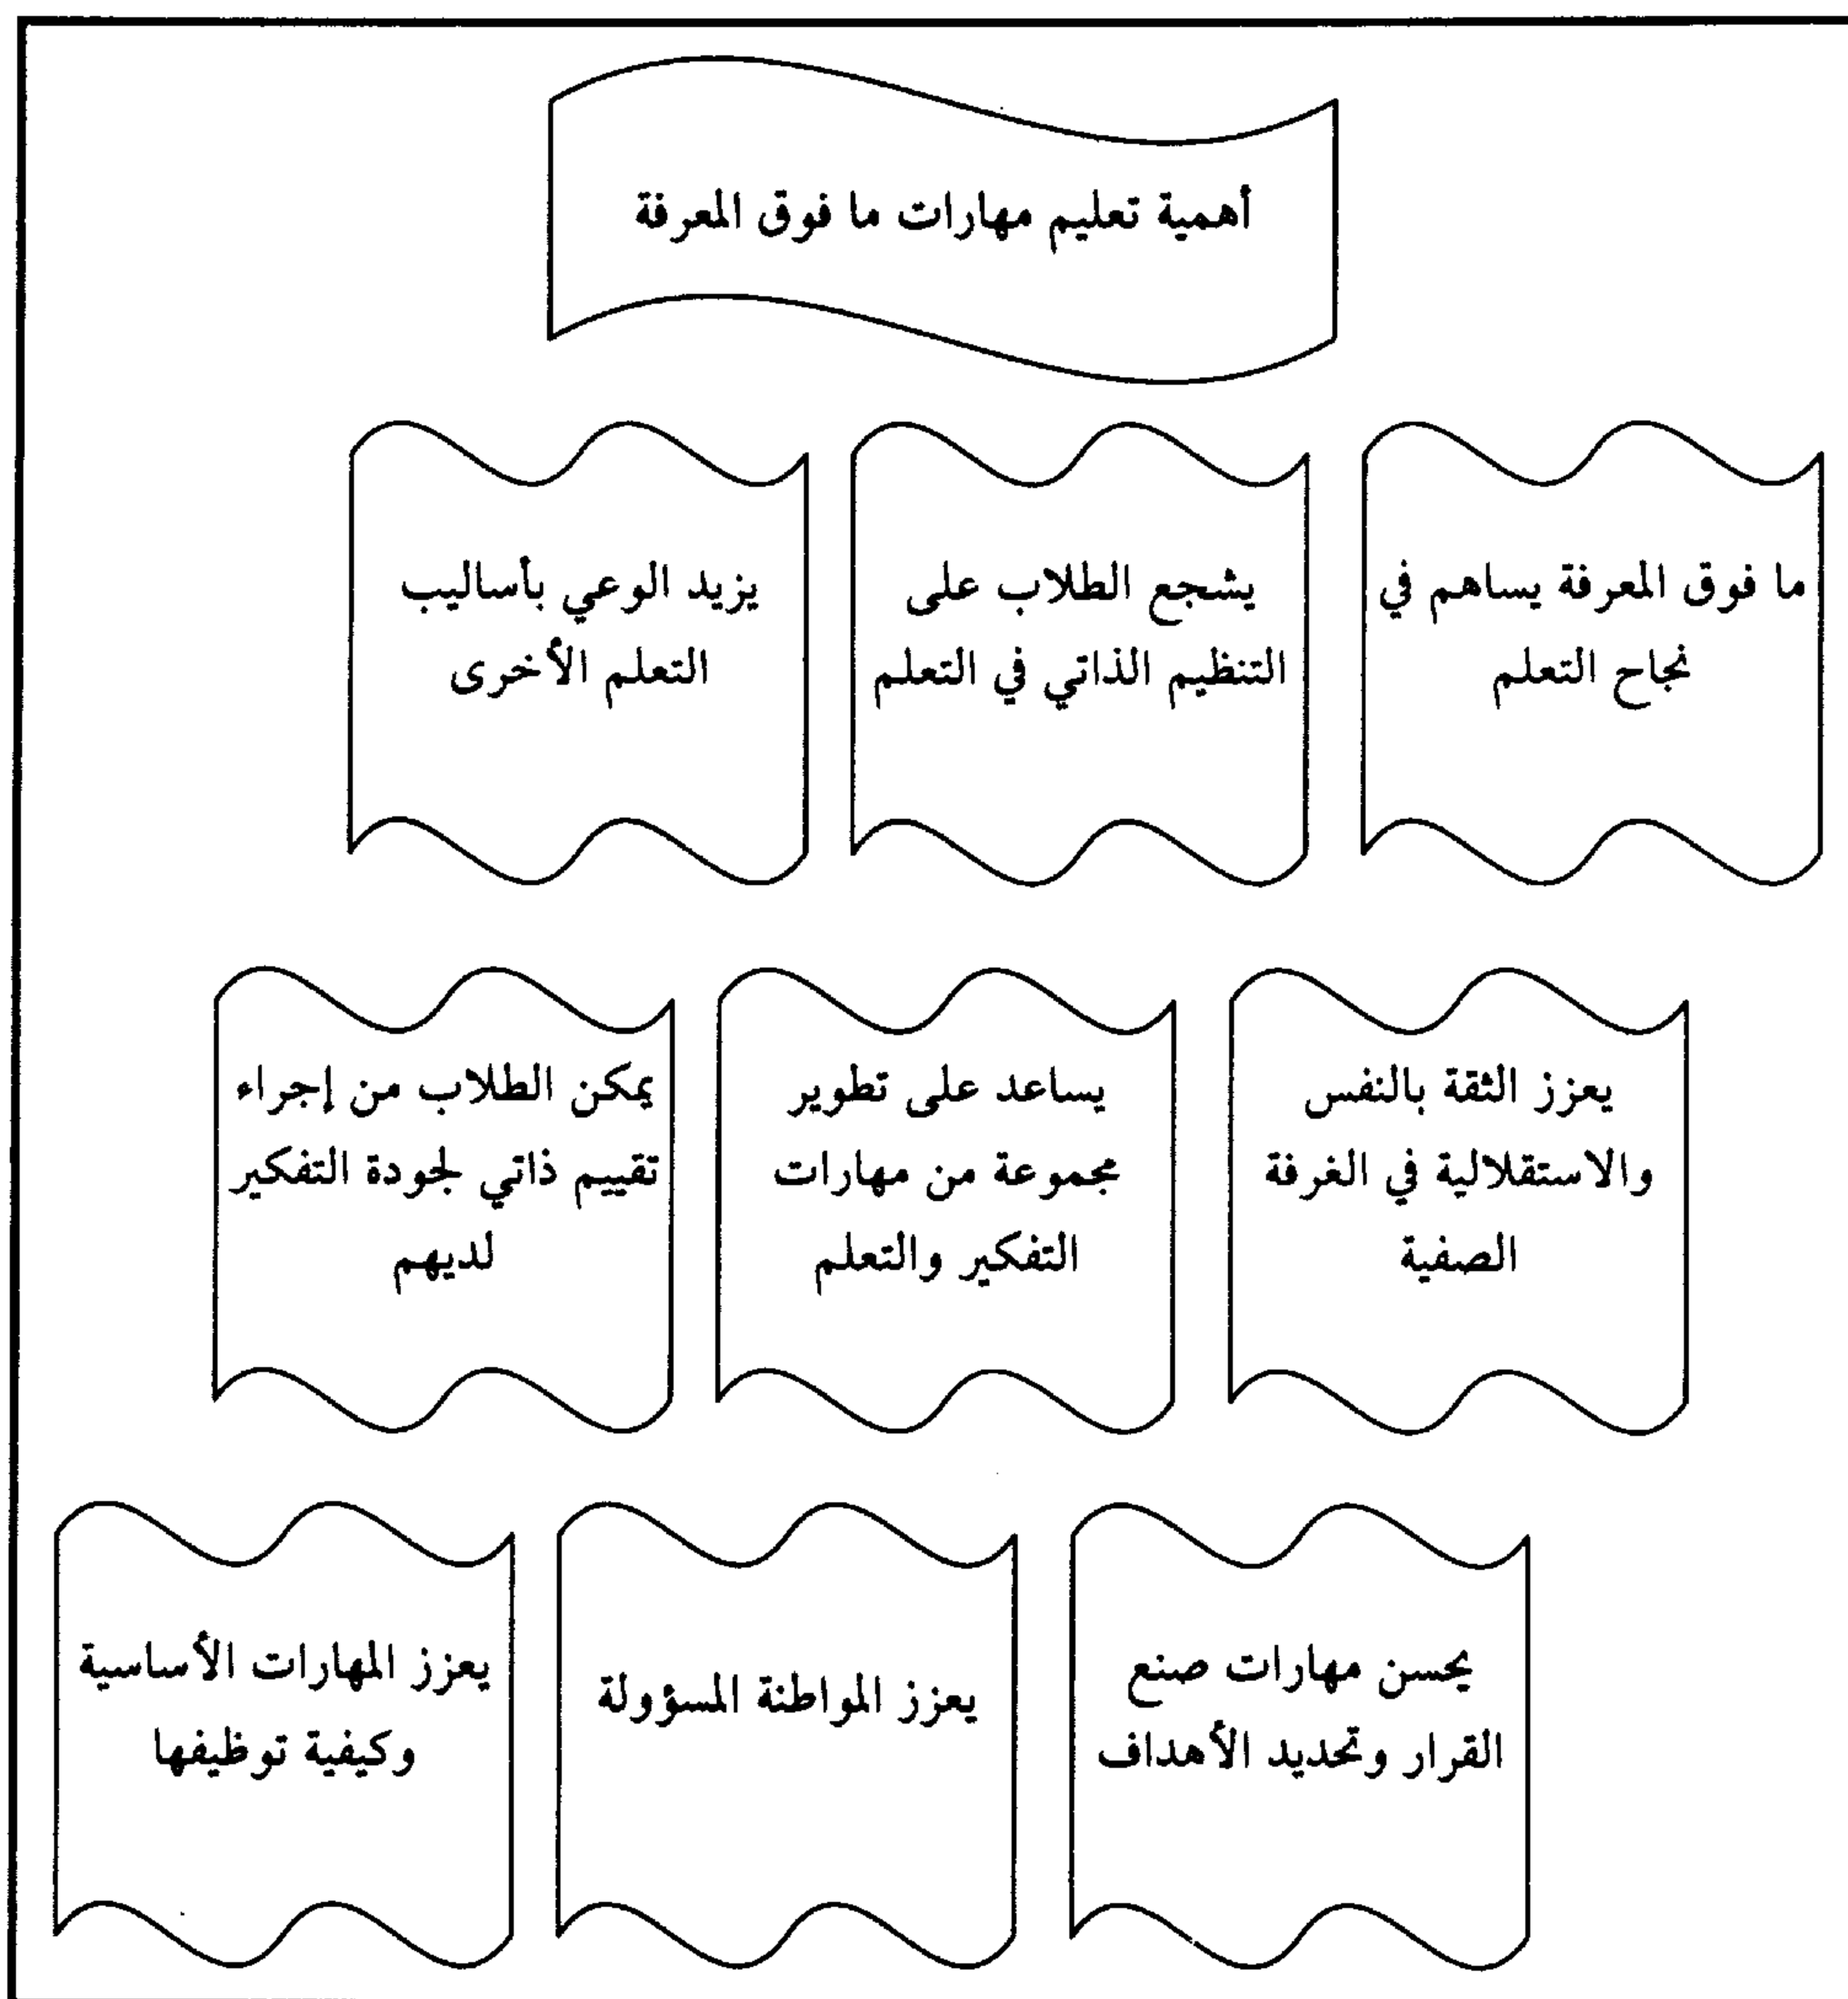 أهمية تعليم مهارات ما فوق المعرفة
ما فوق المعرفة يساهم في
نجاح التعلم
يشجع الطلاب على
التنظيم الذاتي في التعلم
يزيد الوعي بأساليب
التعلم الأخرى
يعزز الثقة بالنفس
والاستقلالية في الغرفة
الصفية
يساعد على تطوير
مجموعة من مهارات
التفكير والتعلم
يمكن الطلاب من إجراء
تقييم ذاتي لجودة التفكير
لديهم
يحسن مهارات صنع
القرار وتحديد الأهداف
يعزز المواطنة المسؤولة
يعزز المهارات الأساسية
وكيفية توظيفها